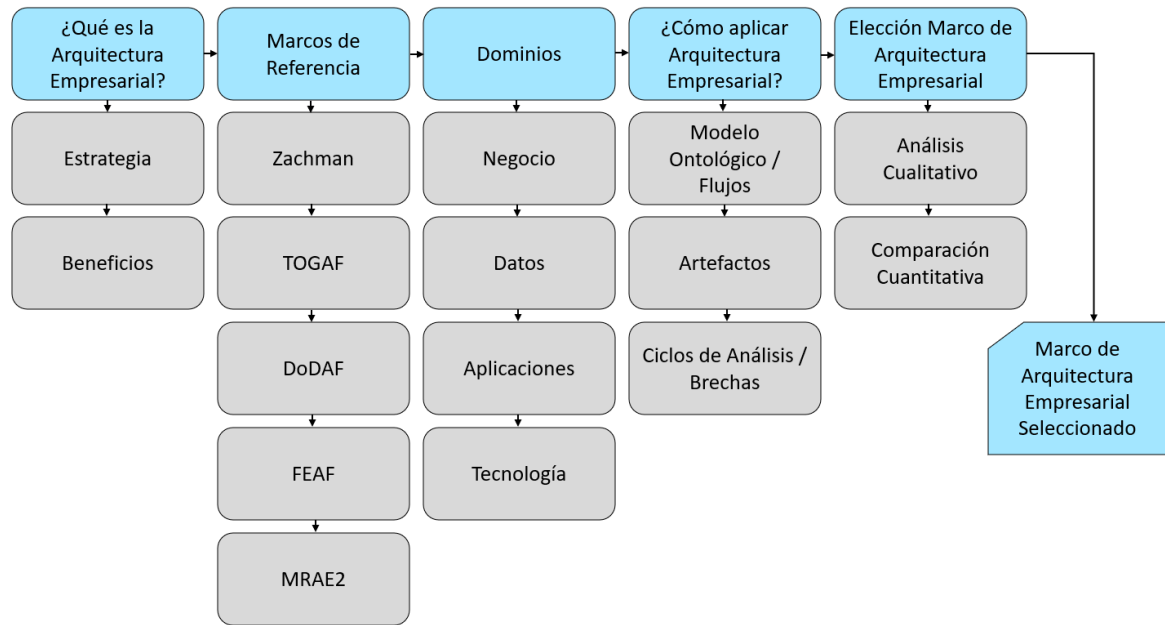 ¿Qué es la
Arquitectura
Empresarial?
Marcos de
Referencia
Dominios
¿Cómo aplicar
Arquitectura
Empresarial?
Elección Marco de
Arquitectura
Empresarial
Estrategia
Zachman
Negocio
Modelo
Ontológico /
Flujos
Análisis
Cualitativo
Beneficios
TOGAF
Datos
Artefactos
Comparación
Cuantitativa
DoDAF
Aplicaciones
Ciclos de Análisis /
Brechas
Marco de
Arquitectura
Empresarial
Seleccionado
FEAF
Tecnología
MRAE2